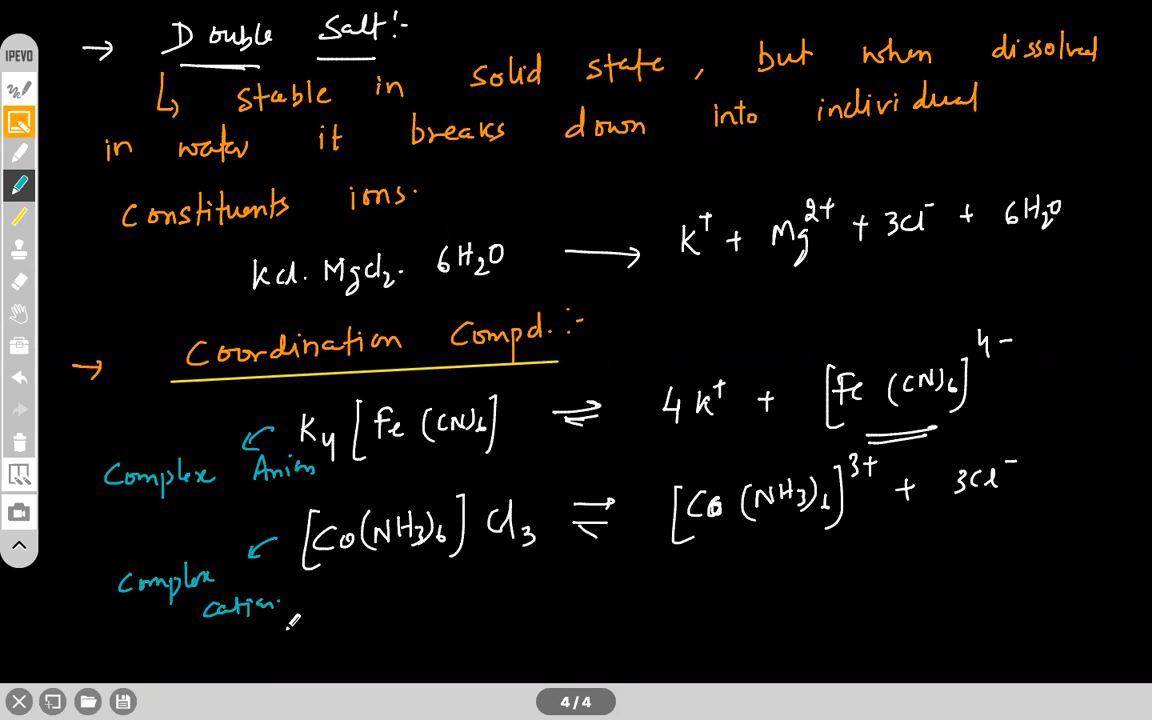 IPEVO
→ Double Salt :-
↳ stable in solid state, but when dissolved
in water it breaks down into individual
constituents ions.
KCl. MgCl₂. 6H₂O → K⁺ + Mg²⁺ + 3Cl⁻ + 6H₂O
→ Coordination Compd. :-
K₄[Fe(CN)₆] ⇌ 4K⁺ + [Fe(CN)₆]⁴⁻
Complex Anion
[Co(NH₃)₆]Cl₃ ⇌ [Co(NH₃)₆]³⁺ + 3Cl⁻
Complex
cation.
4/4